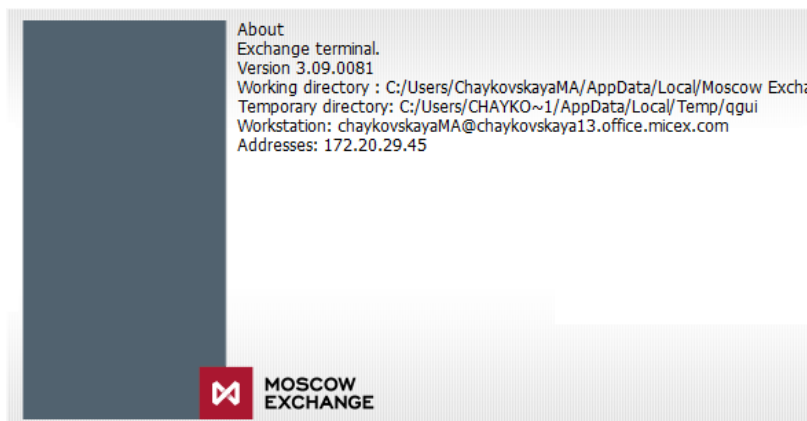 About
Exchange terminal.
Version 3.09.0081
Working directory : C:/Users/ChaykovskayaMA/AppData/Local/Moscow Excha
Temporary directory: C:/Users/CHAYKO~1/AppData/Local/Temp/qgui
Workstation: chaykovskayaMA@chaykovskaya13.office.micex.com
Addresses: 172.20.29.45
MOSCOW
EXCHANGE